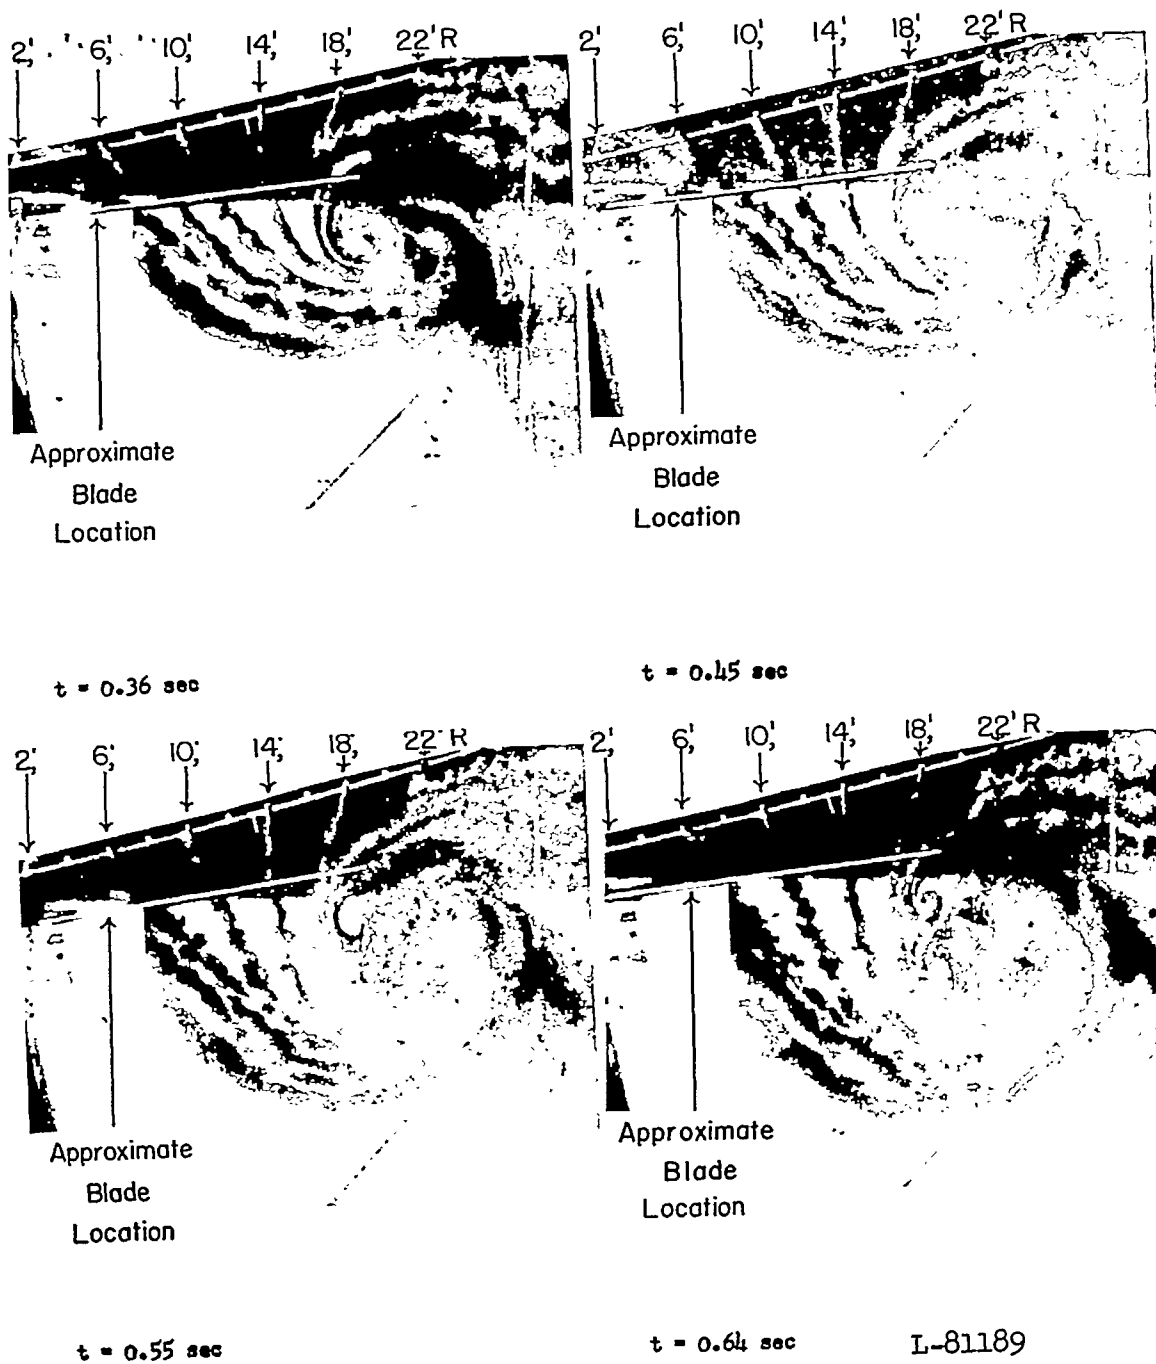 2' 6' 10' 14' 18' 22' R
Approximate
Blade
Location
t = 0.36 sec
2' 6' 10' 14' 18' 22' R
Approximate
Blade
Location
t = 0.45 sec
2' 6' 10' 14' 18' 22' R
Approximate
Blade
Location
t = 0.55 sec
2' 6' 10' 14' 18' 22' R
Approximate
Blade
Location
t = 0.64 sec
L-81189